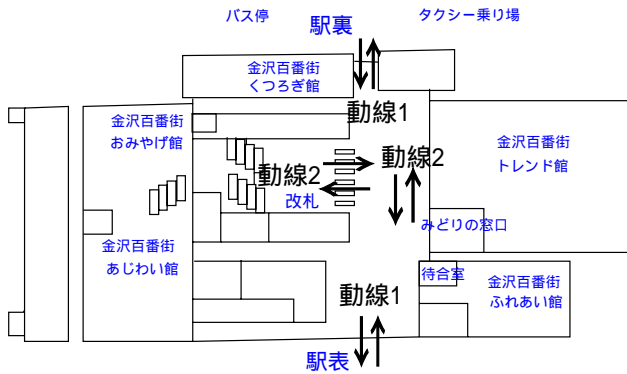 バス停
タクシー乗り場
駅裏
金沢百番街
くつろぎ館
動線1
金沢百番街
おみやげ館
金沢百番街
トレンド館
動線2
動線2
改札
みどりの窓口
金沢百番街
あじわい館
待合室
金沢百番街
ふれあい館
動線1
駅表